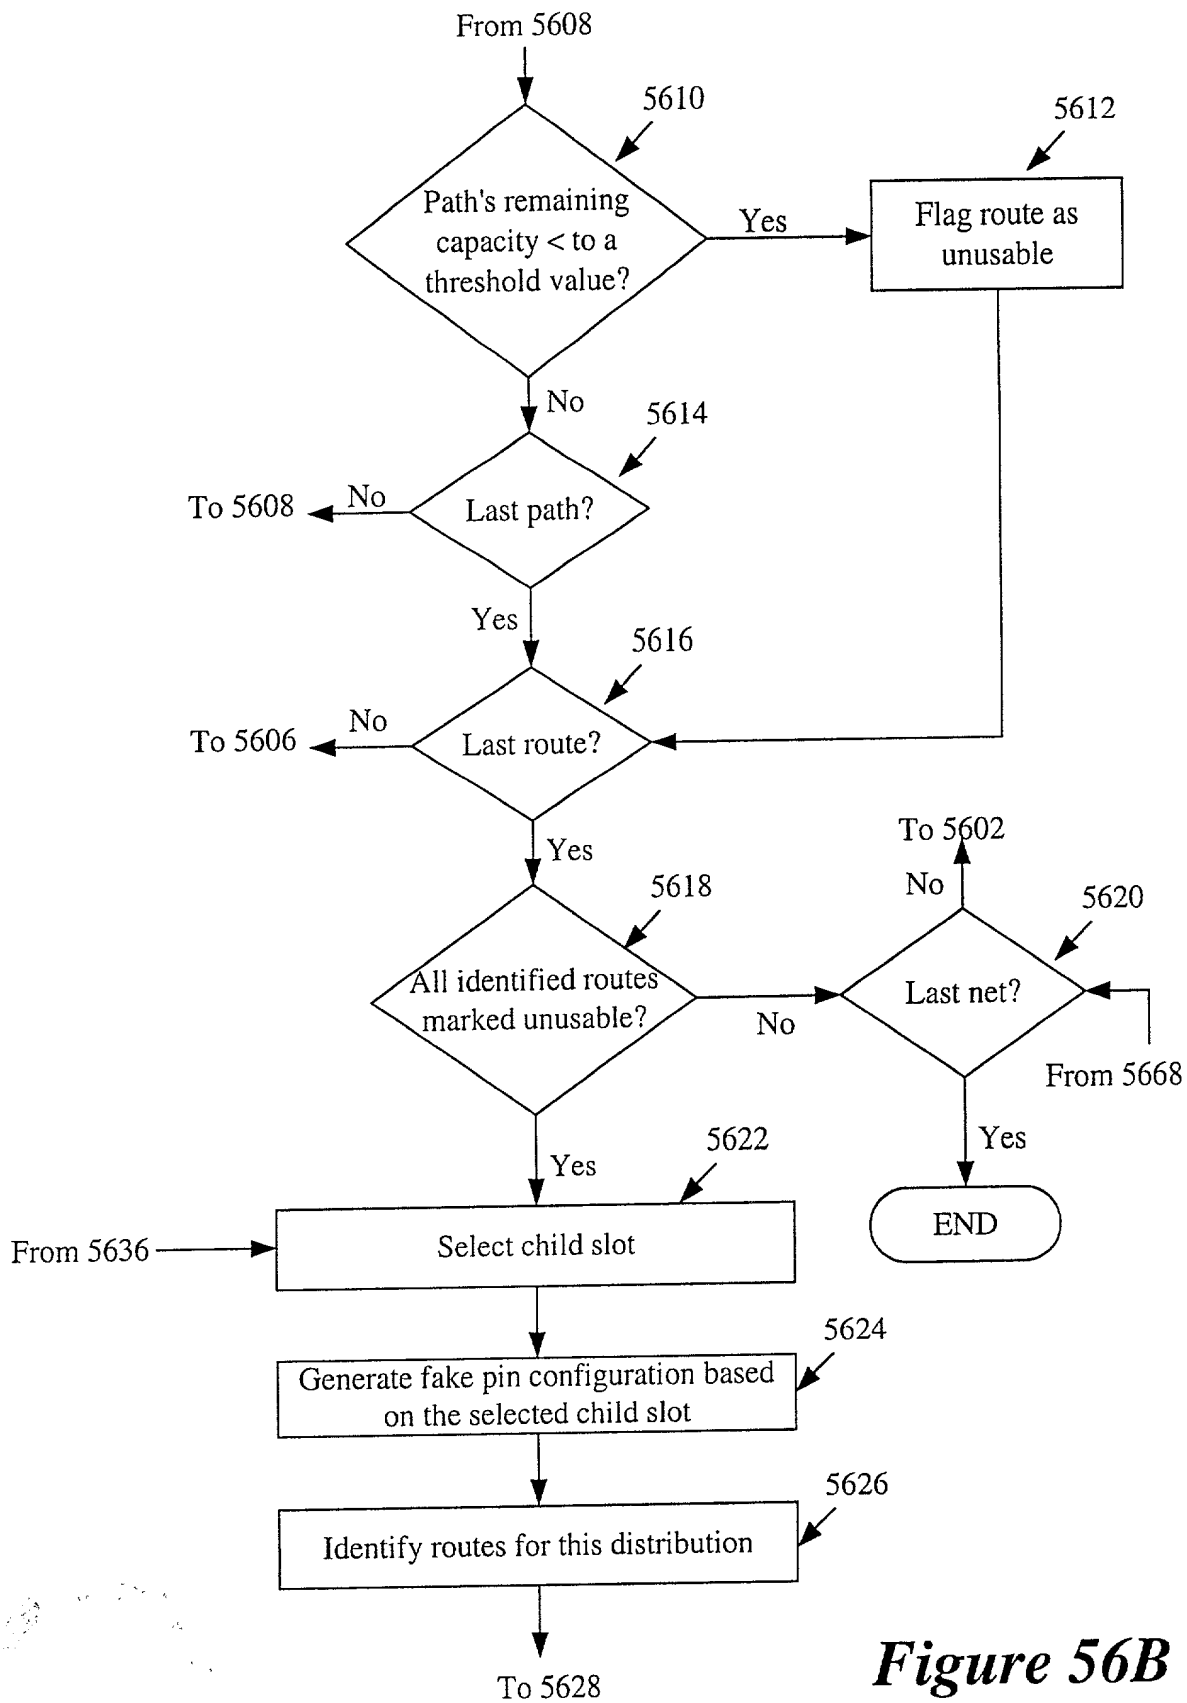 From 5608
5610
5612
Path's remaining
capacity < to a
threshold value?
Yes
Flag route as
unusable
No
5614
To 5608
No
Last path?
Yes
5616
To 5606
No
Last route?
Yes
To 5602
No
5618
5620
All identified routes
marked unusable?
No
Last net?
From 5668
Yes
5622
Yes
END
From 5636
Select child slot
5624
Generate fake pin configuration based
on the selected child slot
5626
Identify routes for this distribution
To 5628
Figure 56B